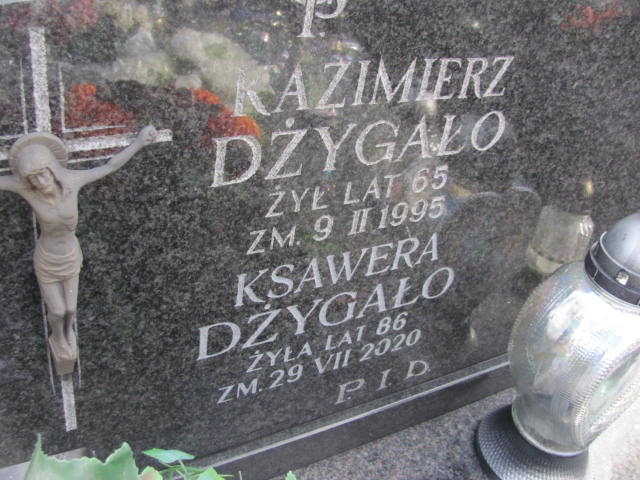 KAZIMIERZ
DŻYGAŁO
ŻYŁ LAT 65
ZM. 9 II 1995
KSAWERA
DŻYGAŁO
ŻYŁA LAT 86
ZM. 29 VII 2020
P. I. D.